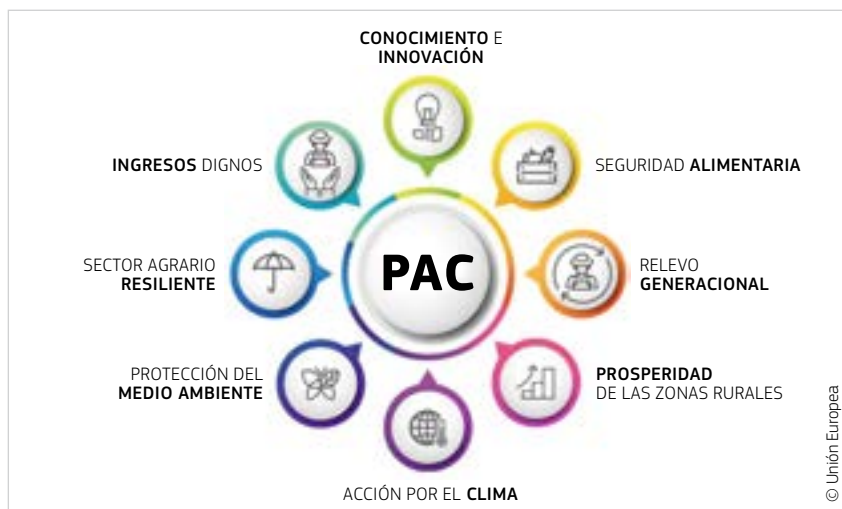 CONOCIMIENTO E
INNOVACIÓN
INGRESOS DIGNOS
SEGURIDAD ALIMENTARIA
SECTOR AGRARIO
RESILIENTE
PAC
RELEVO
GENERACIONAL
PROTECCIÓN DEL
MEDIO AMBIENTE
PROSPERIDAD
DE LAS ZONAS RURALES
ACCIÓN POR EL CLIMA
© Unión Europea